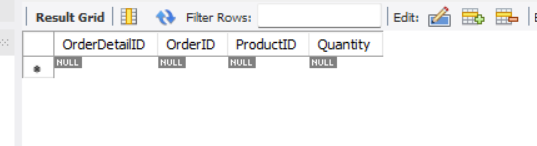 Result Grid Filter Rows: Edit:
OrderDetailID OrderID ProductID Quantity
NULL NULL NULL NULL